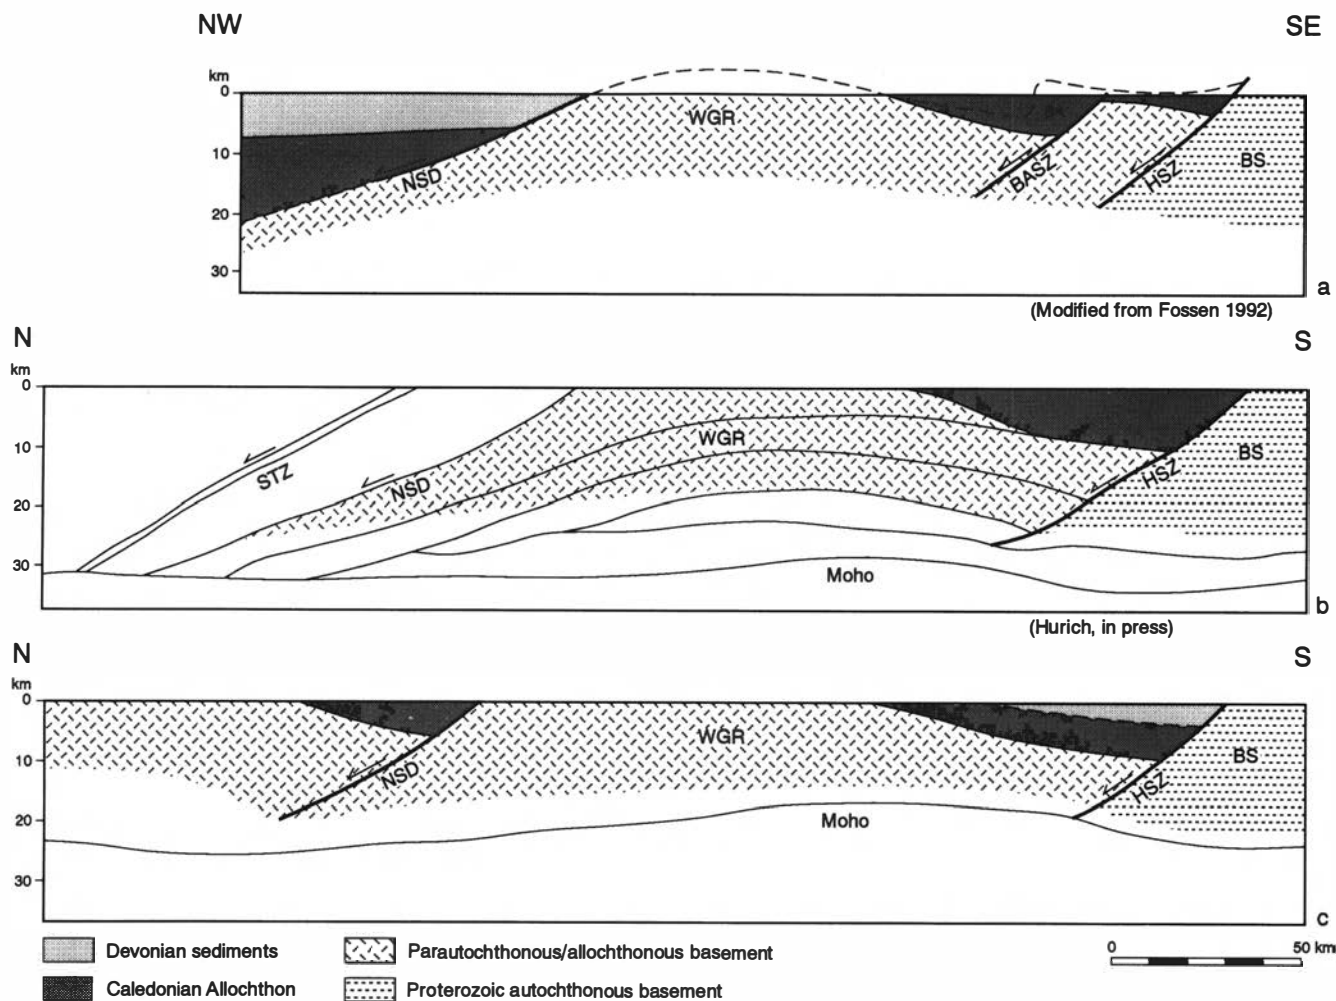 NW SE
km
0
10
20
30
WGR
NSD
BASZ
HSZ
BS
a
(Modified from Fossen 1992)
N S
km
0
10
20
30
STZ
NSD
WGR
HSZ
BS
Moho
b
(Hurich, in press)
N S
km
0
10
20
30
NSD
WGR
HSZ
BS
Moho
c
Devonian sediments
Caledonian Allochthon
Parautochthonous/allochthonous basement
Proterozoic autochthonous basement
0 50 km